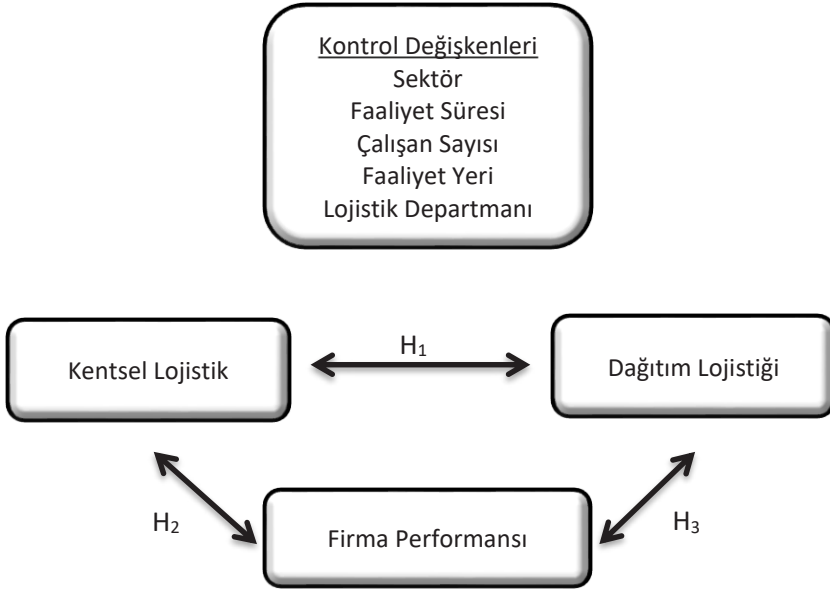 Kontrol Değişkenleri
Sektör
Faaliyet Süresi
Çalışan Sayısı
Faaliyet Yeri
Lojistik Departmanı
H₁
Kentsel Lojistik
Dağıtım Lojistiği
H₂
Firma Performansı
H₃